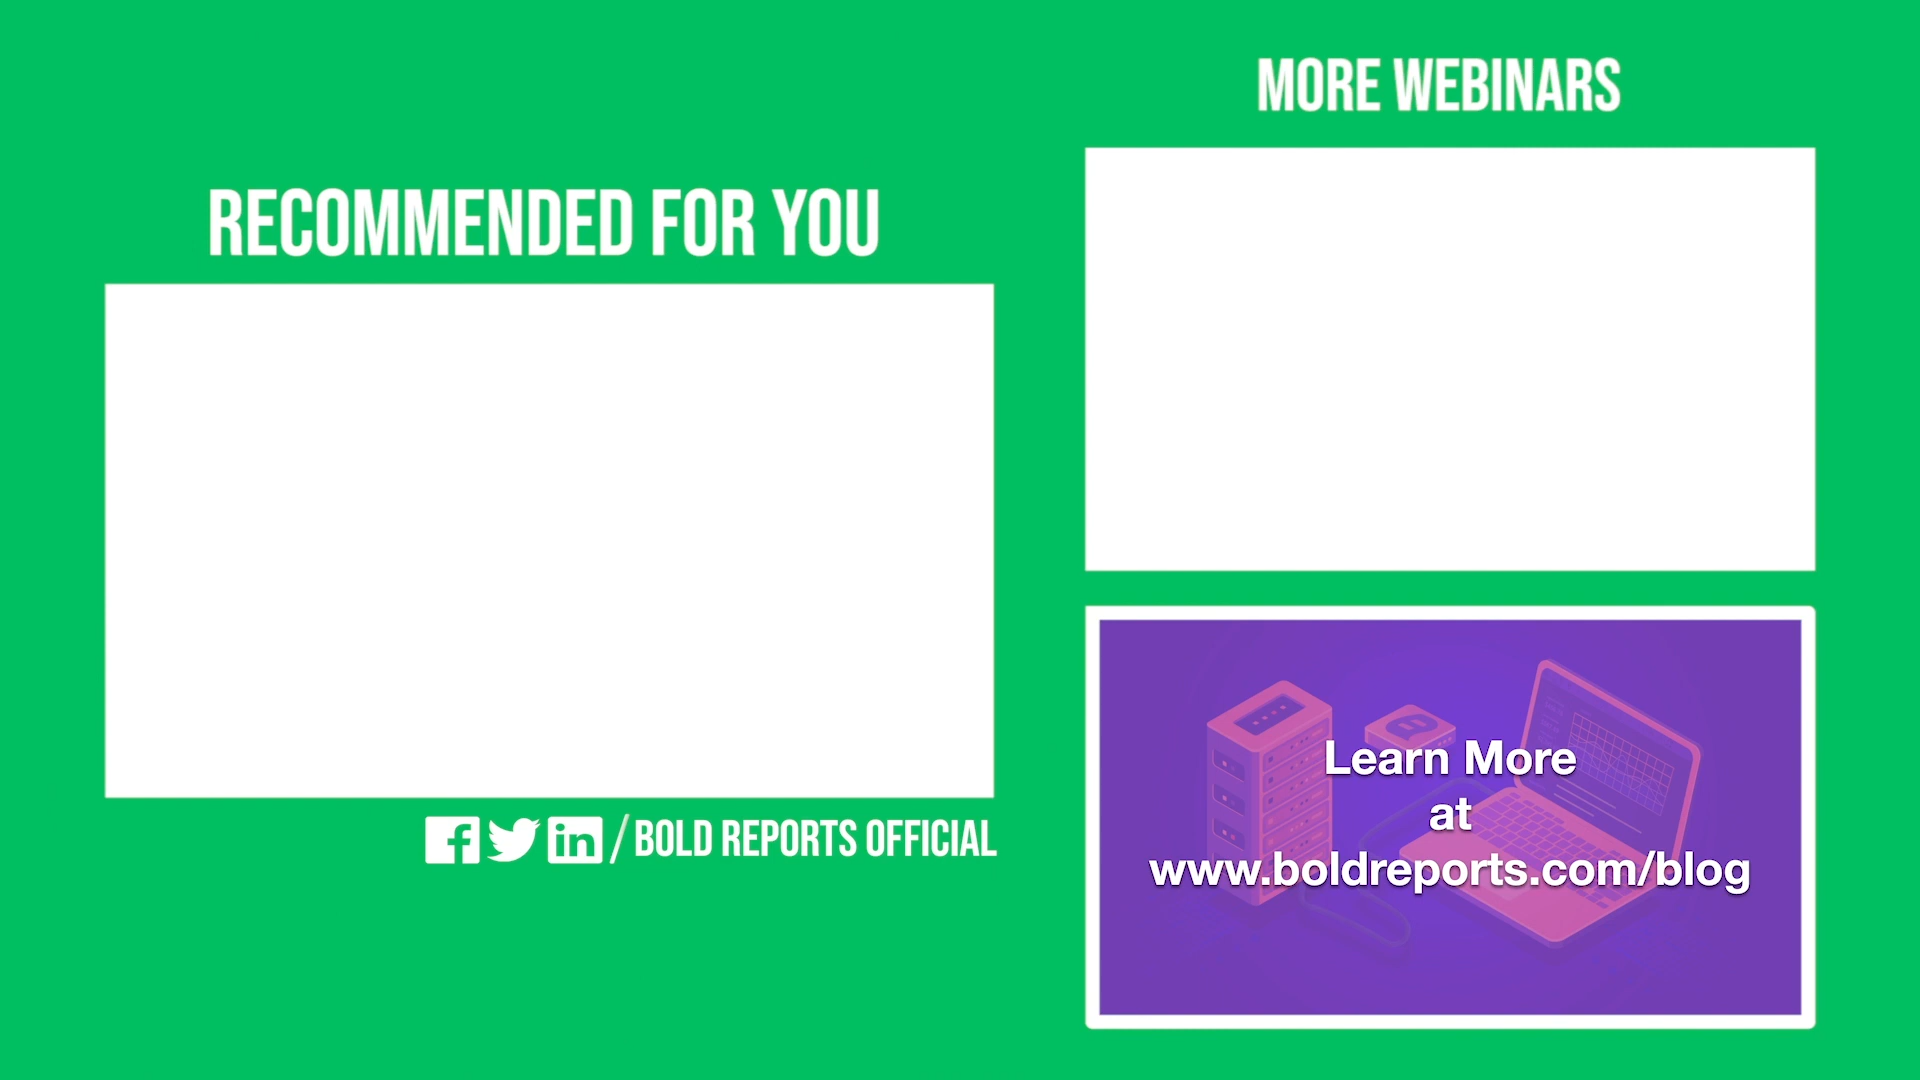 MORE WEBINARS
RECOMMENDED FOR YOU
/BOLD REPORTS OFFICIAL
Learn More
at
www.boldreports.com/blog